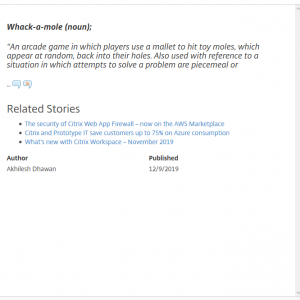 Whack-a-mole (noun);
"An arcade game in which players use a mallet to hit toy moles, which
appear at random, back into their holes. Also used with reference to a
situation in which attempts to solve a problem are piecemeal or
...
Related Stories
The security of Citrix Web App Firewall – now on the AWS Marketplace
Citrix and Prototype IT save customers up to 75% on Azure consumption
What's new with Citrix Workspace – November 2019
Author Published
Akhilesh Dhawan 12/9/2019